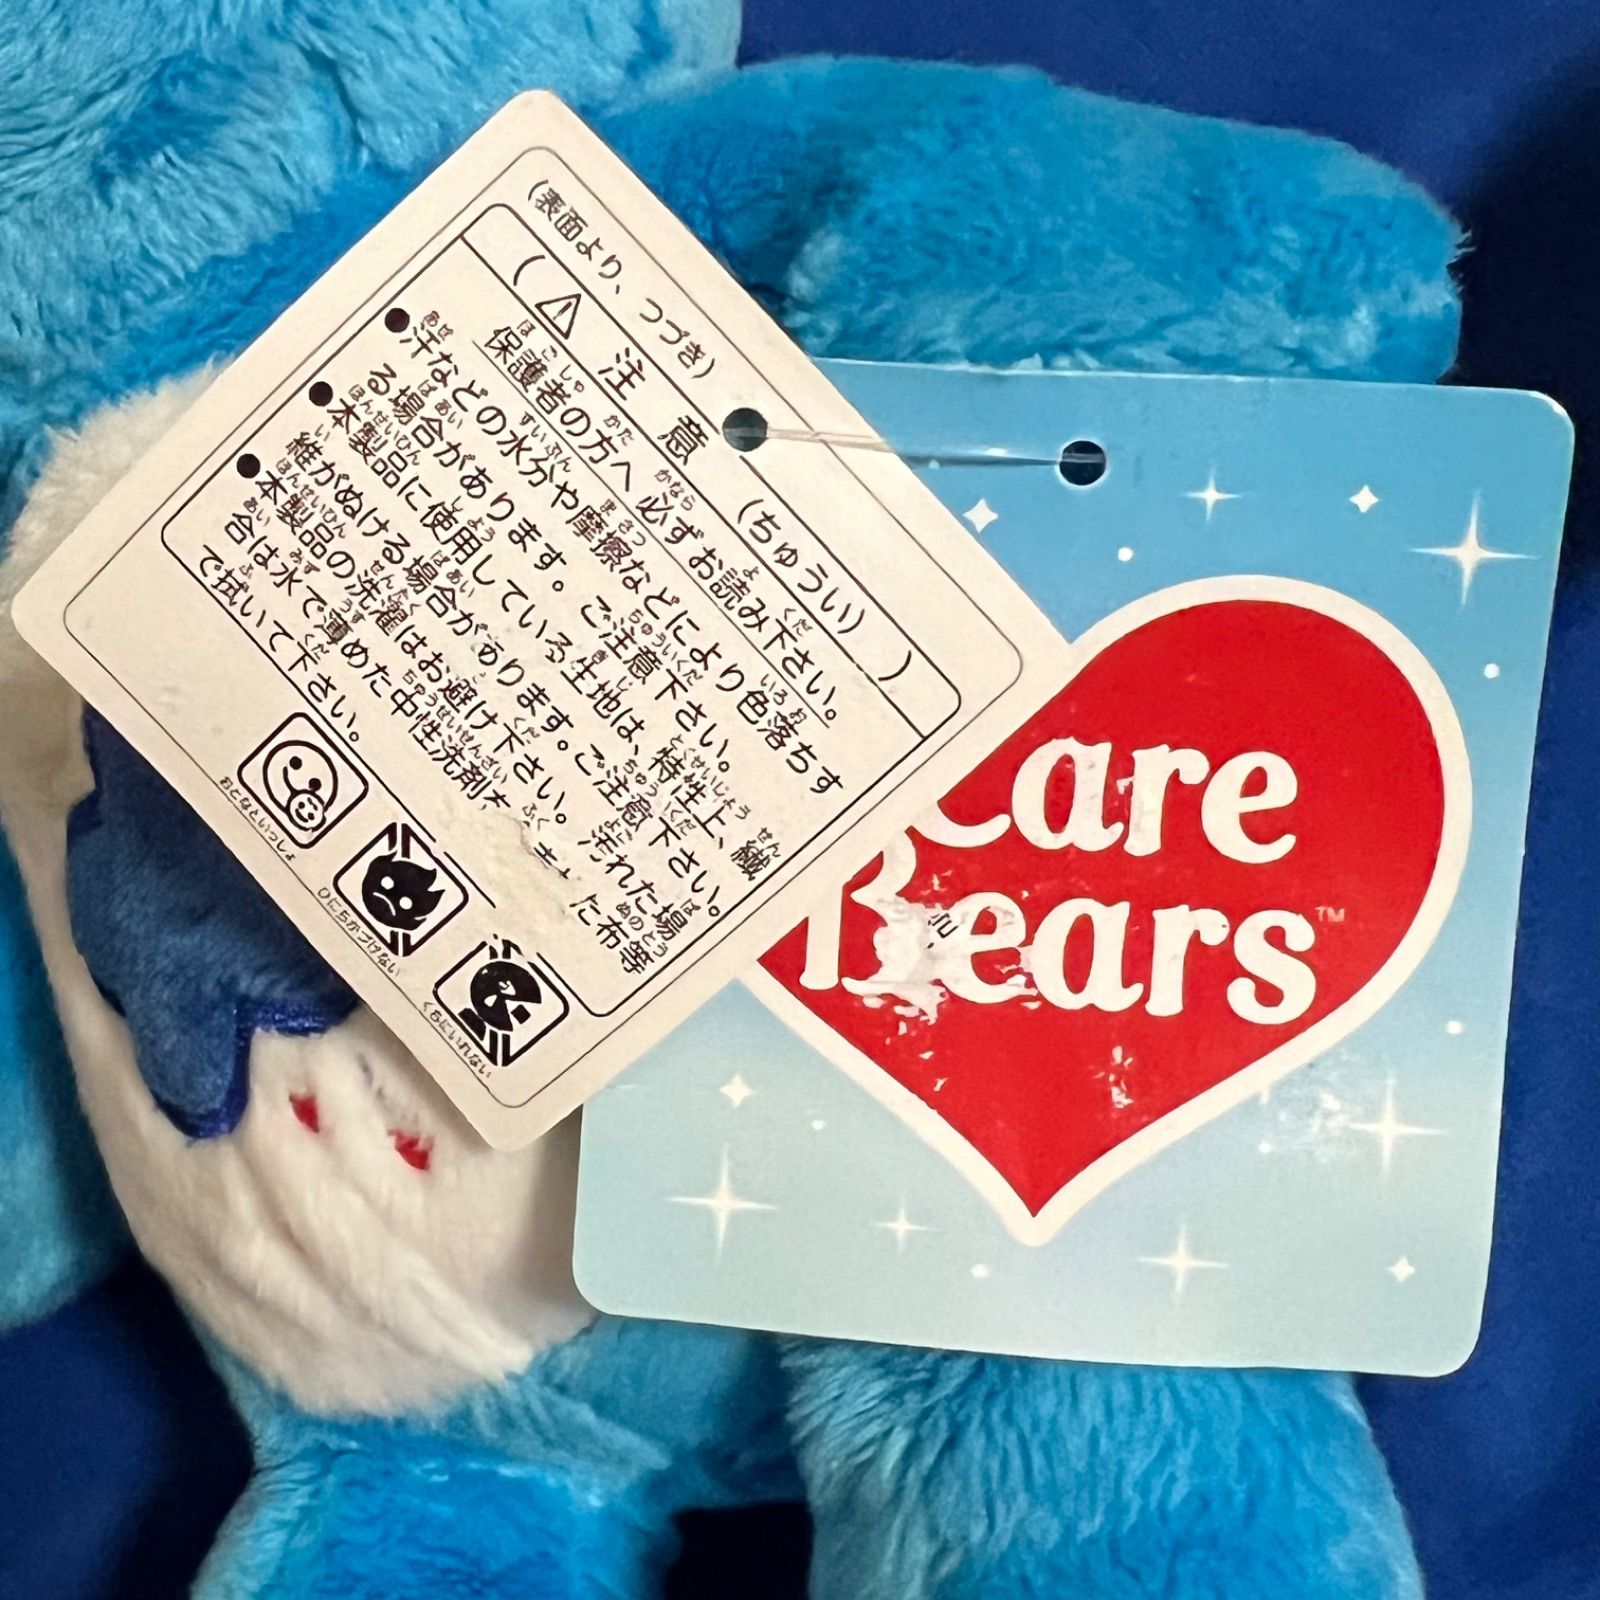 (表面より、つづき)
( ⚠ 注 意 (ちゅうい) )
保護者の方へ 必ずお読み下さい。
●汗などの水分や摩擦などにより色落ちす
る場合があります。ご注意下さい。
●本製品に使用している生地は、特性上、繊
維がぬける場合があります。ご注意下さい。
●本製品の洗濯はお避け下さい。汚れた場
合は水で薄めた中性洗剤を た布等
で拭いて下さい。
おとなといっしょ
ひにちかづけない
くちにいれない
Care
Bears™